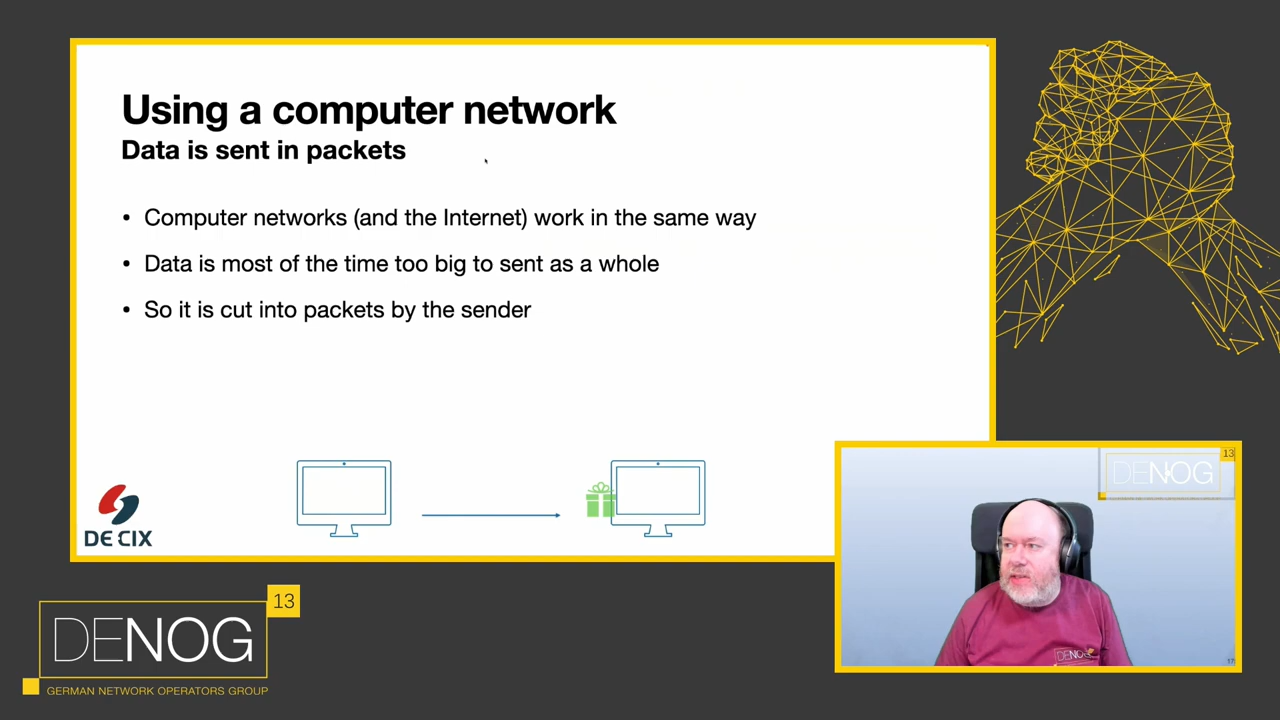 Using a computer network
Data is sent in packets
• Computer networks (and the Internet) work in the same way
• Data is most of the time too big to sent as a whole
• So it is cut into packets by the sender
DE CIX
13
DENOG
17
DENOG
13
DENOG
GERMAN NETWORK OPERATORS GROUP